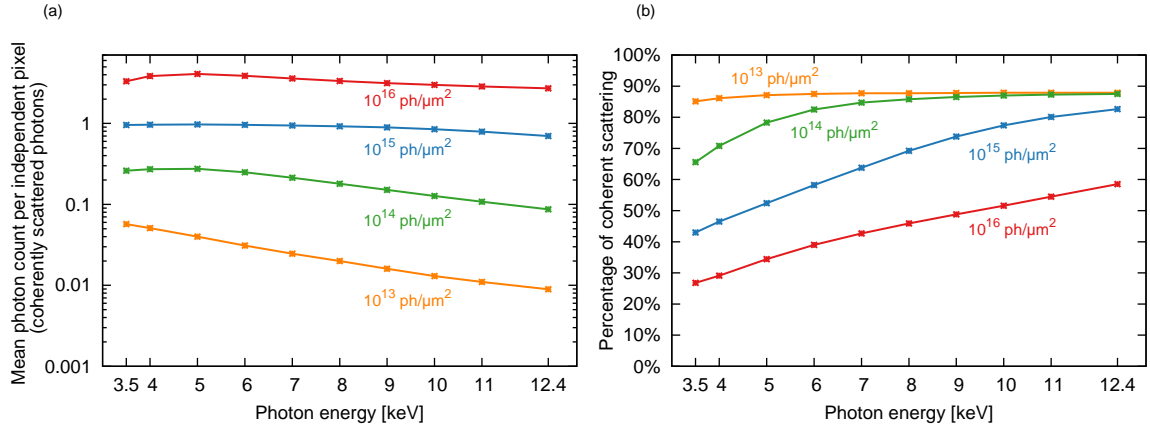 (a)
Mean photon count per independent pixel
(coherently scattered photons)
1
0.1
0.01
0.001
10^16 ph/µm^2
10^15 ph/µm^2
10^14 ph/µm^2
10^13 ph/µm^2
3.5 4 5 6 7 8 9 10 11 12.4
Photon energy [keV]
(b)
Percentage of coherent scattering
100%
90%
80%
70%
60%
50%
40%
30%
20%
10%
0%
10^13 ph/µm^2
10^14 ph/µm^2
10^15 ph/µm^2
10^16 ph/µm^2
3.5 4 5 6 7 8 9 10 11 12.4
Photon energy [keV]